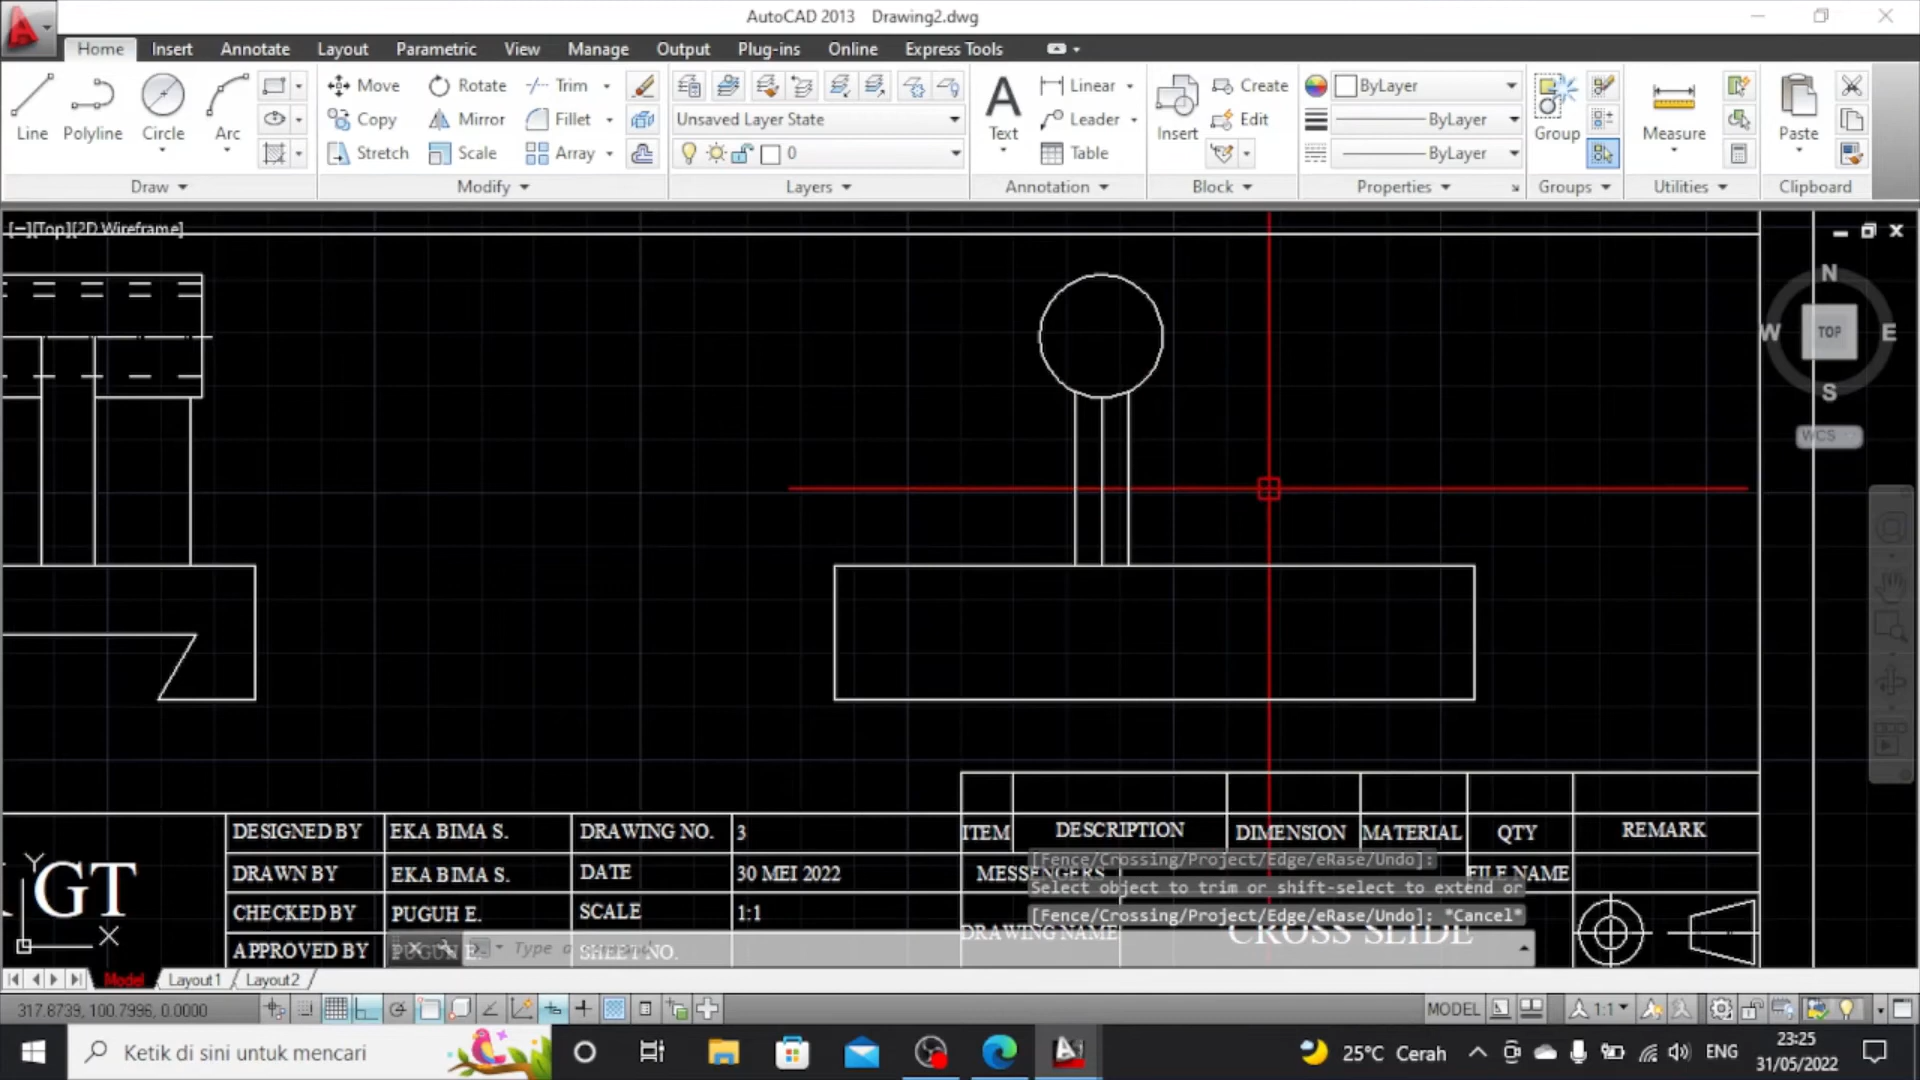 AutoCAD 2013 Drawing2.dwg
Home Insert Annotate Layout Parametric View Manage Output Plug-ins Online Express Tools
Line Polyline Circle Arc
Move Rotate Trim
Copy Mirror Fillet
Stretch Scale Array
Unsaved Layer State
0
Text
Linear
Leader
Table
Insert
Create
Edit
ByLayer
ByLayer
ByLayer
Group
Measure
Paste
Draw Modify Layers Annotation Block Properties Groups Utilities Clipboard
[−][Top][2D Wireframe]
N
W TOP E
S
WCS
DESIGNED BY EKA BIMA S. DRAWING NO. 3 ITEM DESCRIPTION DIMENSION MATERIAL QTY REMARK
DRAWN BY EKA BIMA S. DATE 30 MEI 2022 MESSENGERS FILE NAME
CHECKED BY PUGUH E. SCALE 1:1
APPROVED BY PUGUH E. SHEET NO. DRAWING NAME CROSS SLIDE
GT
Y
X
[Fence/Crossing/Project/Edge/eRase/Undo]:
Select object to trim or shift-select to extend or
[Fence/Crossing/Project/Edge/eRase/Undo]: *Cancel*
Type a command
Model Layout1 Layout2
317.8739, 100.7996, 0.0000 MODEL 1:1
Ketik di sini untuk mencari 25°C Cerah ENG 23:25
31/05/2022